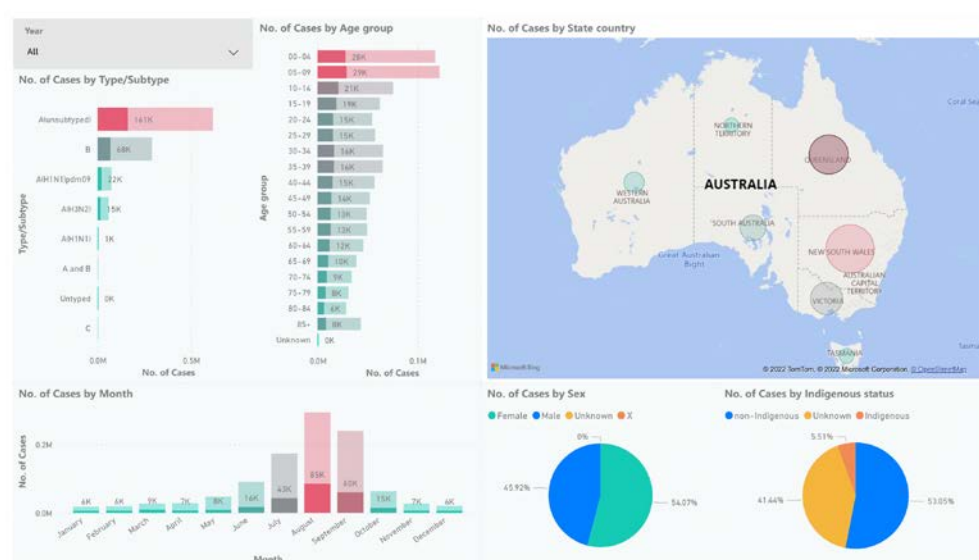 Year
All
No. of Cases by Type/Subtype
Type/Subtype
A(unsubtyped)
161K
B
68K
A(H1N1)pdm09
22K
A(H3N2)
15K
A(H1N1)
1K
A and B
Untyped
0K
C
0.0M
0.5M
No. of Cases
No. of Cases by Age group
Age group
00-04
28K
05-09
29K
10-14
21K
15-19
19K
20-24
15K
25-29
15K
30-34
16K
35-39
16K
40-44
15K
45-49
14K
50-54
13K
55-59
60-64
12K
65-69
10K
70-74
9K
75-79
8K
80-84
6K
85+
8K
Unknown
0K
0.0M
0.1M
No. of Cases
No. of Cases by State country
Coral Sea
NORTHERN
TERRITORY
QUEENSLAND
WESTERN
AUSTRALIA
AUSTRALIA
SOUTH AUSTRALIA
Great Australian
Bight
NEW SOUTH WALES
AUSTRALIAN
CAPITAL
TERRITORY
VICTORIA
TASMANIA
Microsoft Bing
© 2022 TomTom, © 2022 Microsoft Corporation, © OpenStreetMap
No. of Cases by Month
No. of Cases
0.2M
0.0M
6K
6K
9K
7K
8K
16K
43K
85K
60K
15K
7K
6K
January
February
March
April
May
June
July
August
September
October
November
December
Month
No. of Cases by Sex
Female Male Unknown X
0%
45.92%
54.07%
No. of Cases by Indigenous status
non-Indigenous Unknown Indigenous
5.51%
41.44%
53.05%